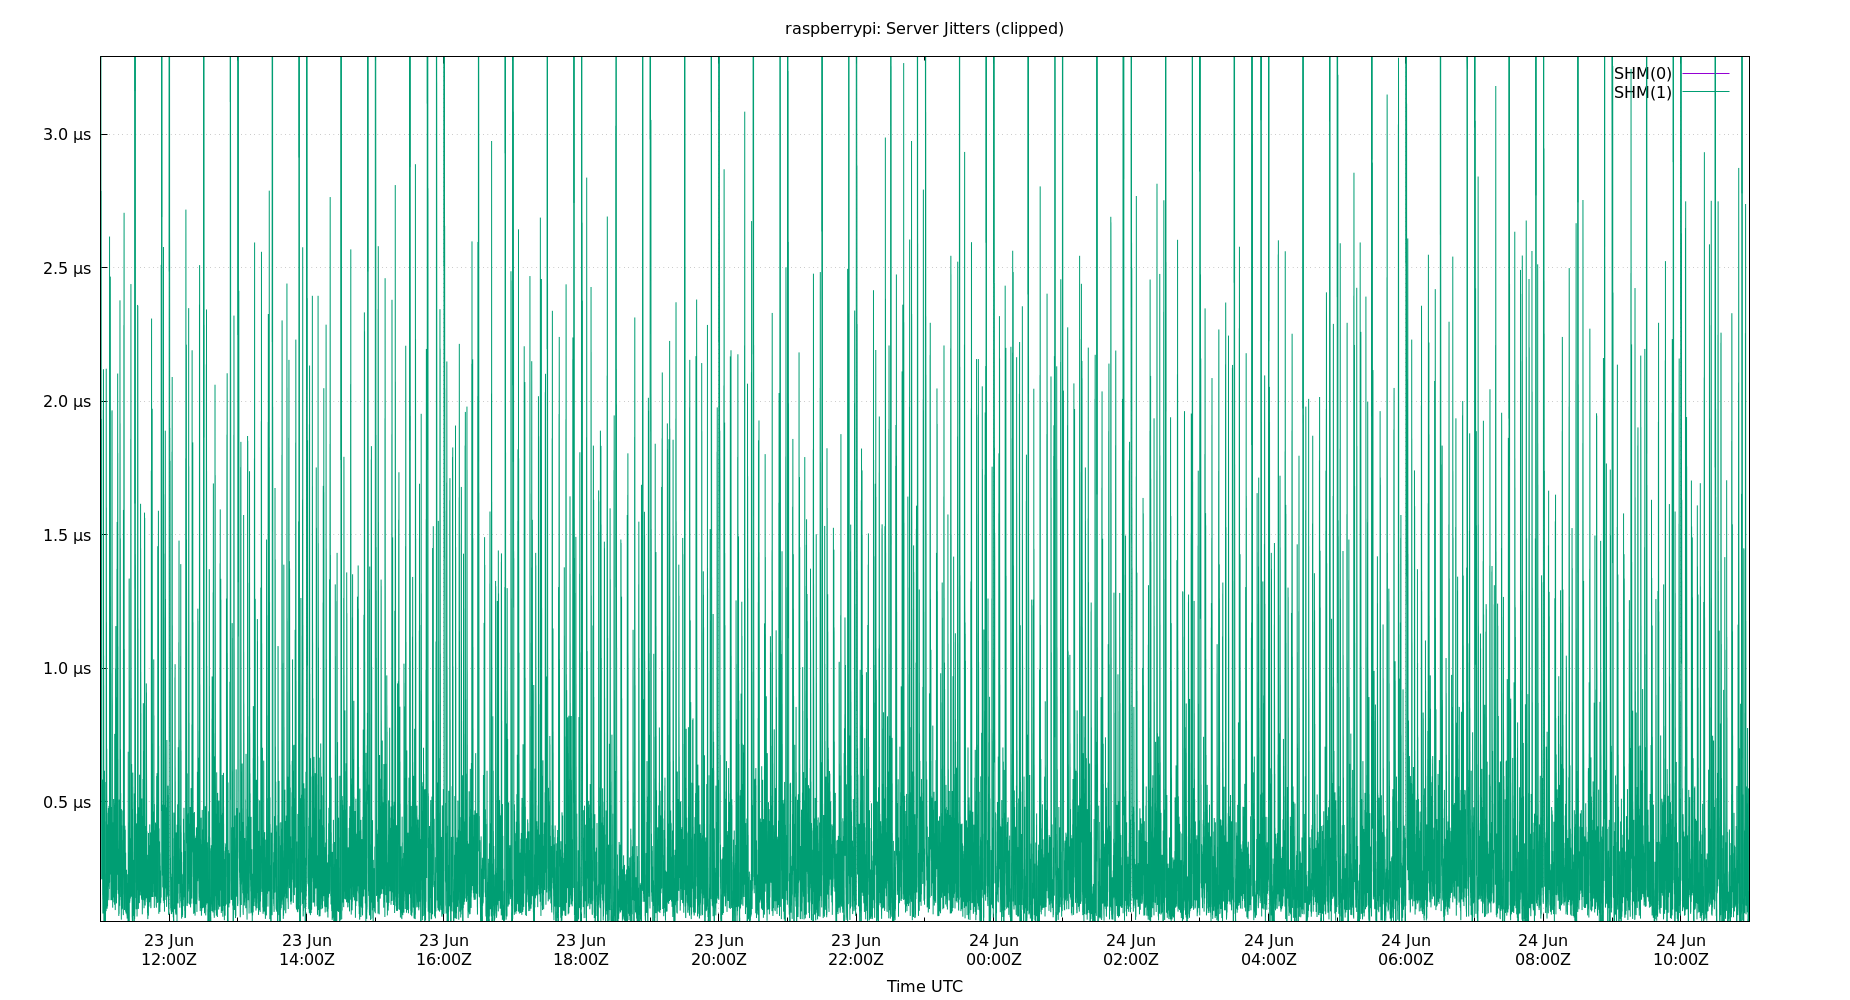 raspberrypi: Server Jitters (clipped)
SHM(0)
SHM(1)
3.0 µs
2.5 µs
2.0 µs
1.5 µs
1.0 µs
0.5 µs
23 Jun 23 Jun 23 Jun 23 Jun 23 Jun 23 Jun 24 Jun 24 Jun 24 Jun 24 Jun 24 Jun 24 Jun
12:00Z 14:00Z 16:00Z 18:00Z 20:00Z 22:00Z 00:00Z 02:00Z 04:00Z 06:00Z 08:00Z 10:00Z
Time UTC